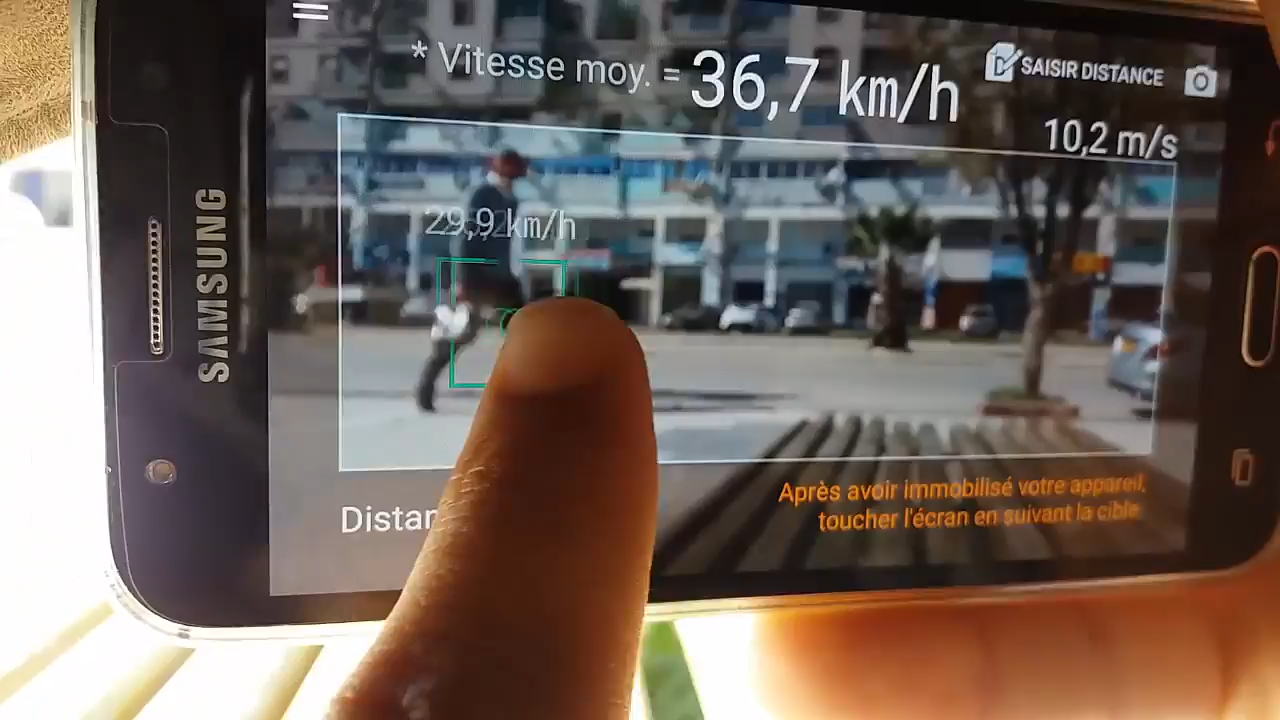 * Vitesse moy. = 36,7 km/h
SAISIR DISTANCE
10,2 m/s
29,9 km/h
SAMSUNG
Après avoir immobilisé votre appareil,
toucher l'écran en suivant la cible
Distan